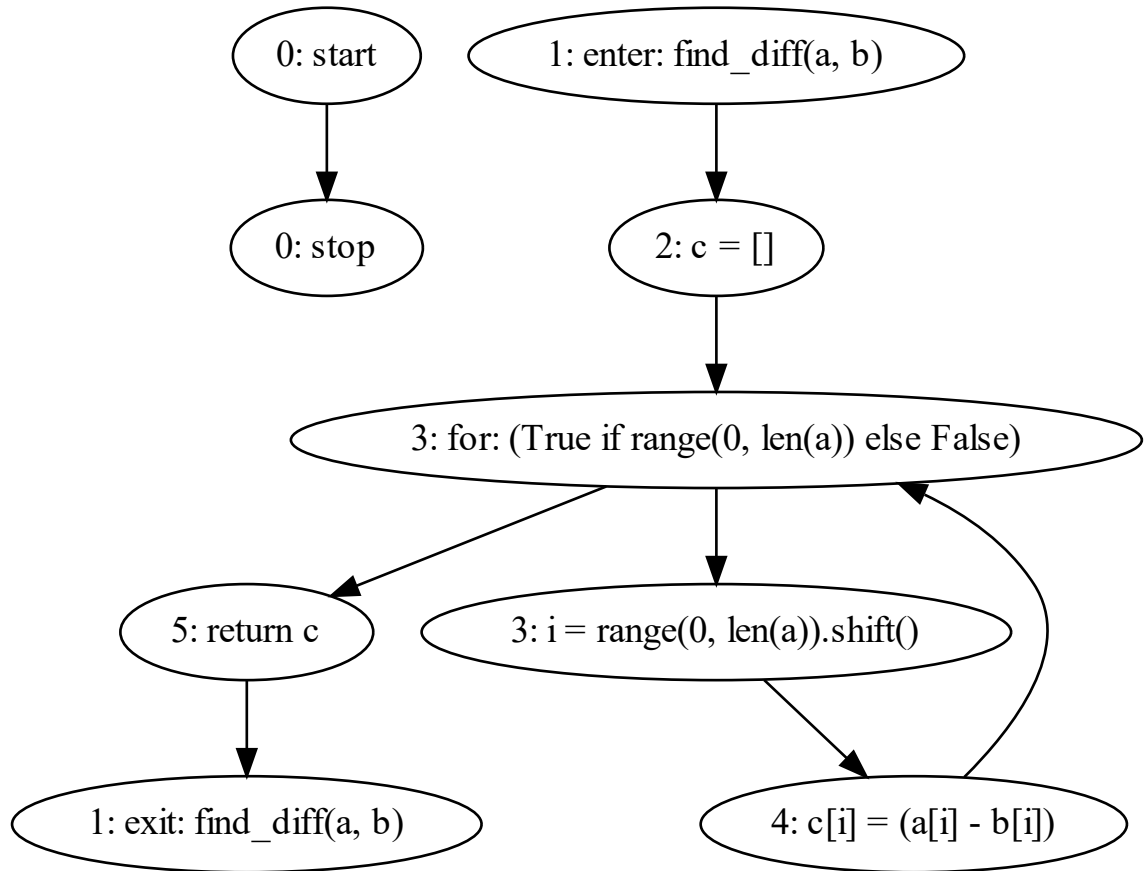 0: start
1: enter: find_diff(a, b)
0: stop
2: c = []
3: for: (True if range(0, len(a)) else False)
5: return c
3: i = range(0, len(a)).shift()
1: exit: find_diff(a, b)
4: c[i] = (a[i] - b[i])